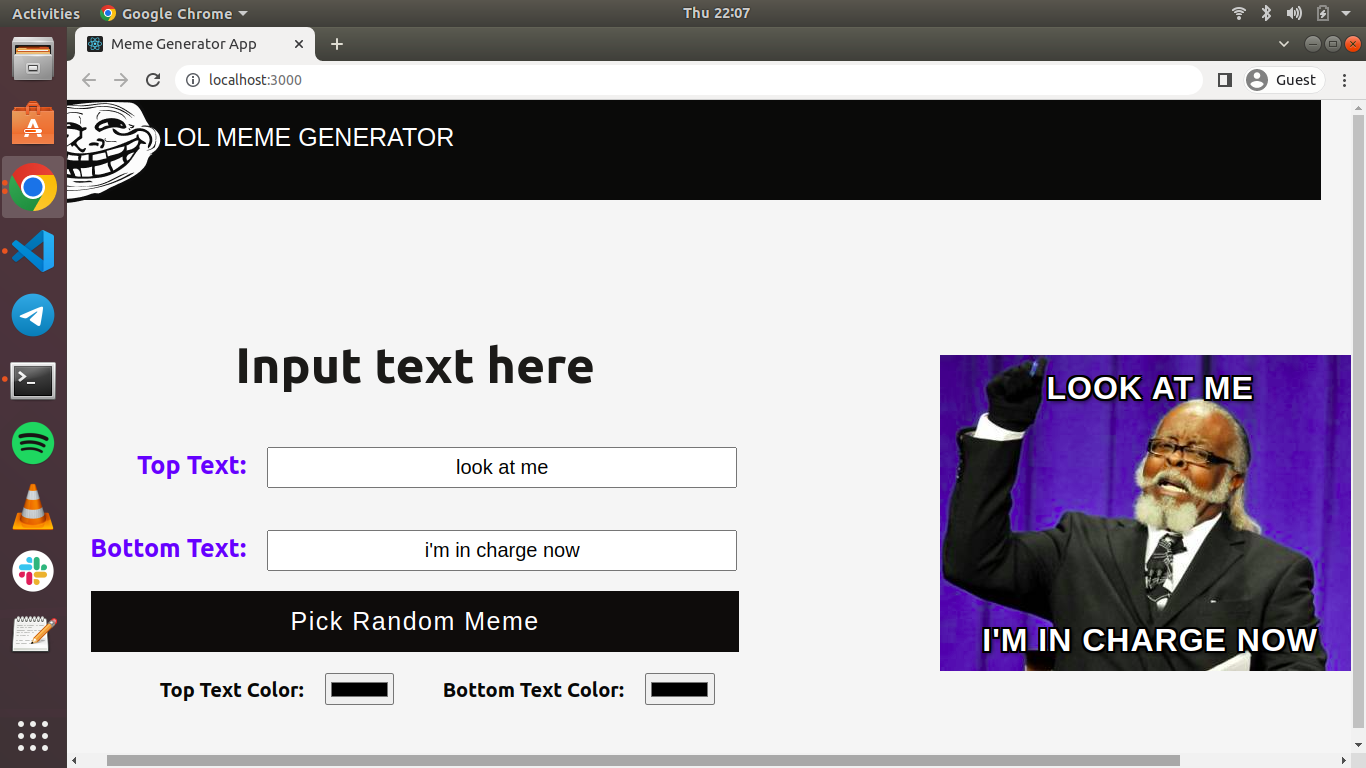 Activities
Google Chrome
Thu 22:07
Meme Generator App
localhost:3000
Guest
LOL MEME GENERATOR
Input text here
Top Text:
look at me
Bottom Text:
i'm in charge now
Pick Random Meme
Top Text Color:
Bottom Text Color:
LOOK AT ME
I'M IN CHARGE NOW